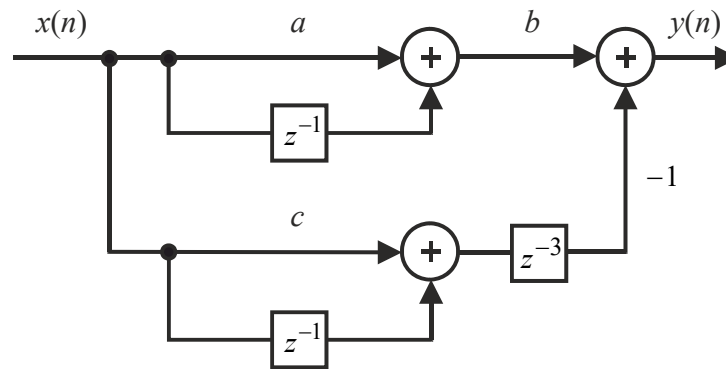 x(n) a b y(n)
+ +
z⁻¹
−1
c
+ z⁻³
z⁻¹